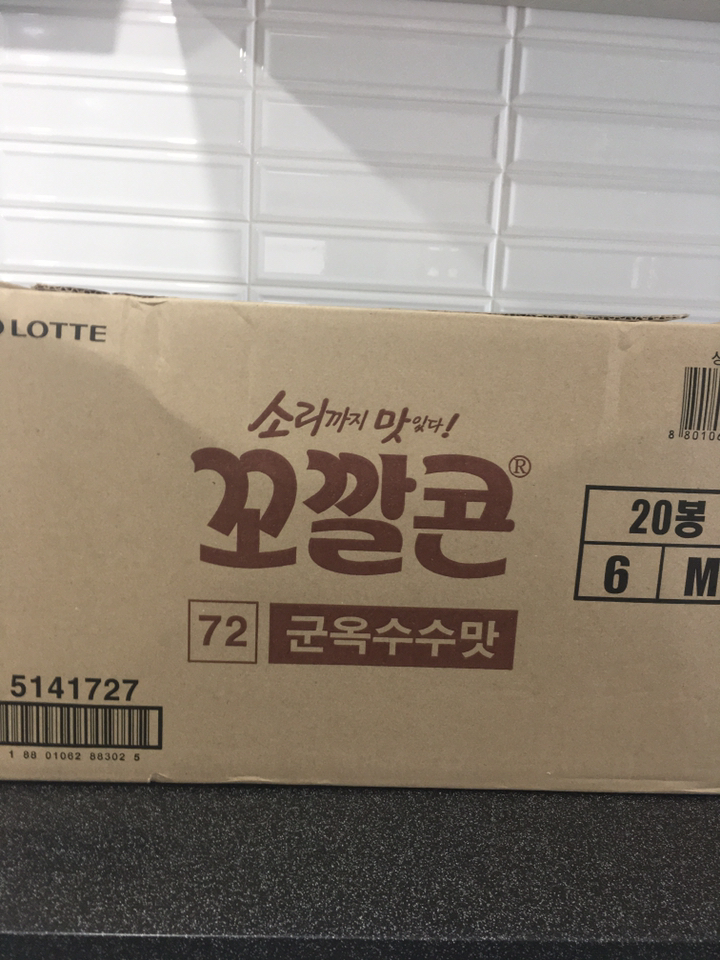 LOTTE
소리까지 맛있다!
꼬깔콘®
72 군옥수수맛
20봉
6 M
5141727
1 88 01062 88302 5